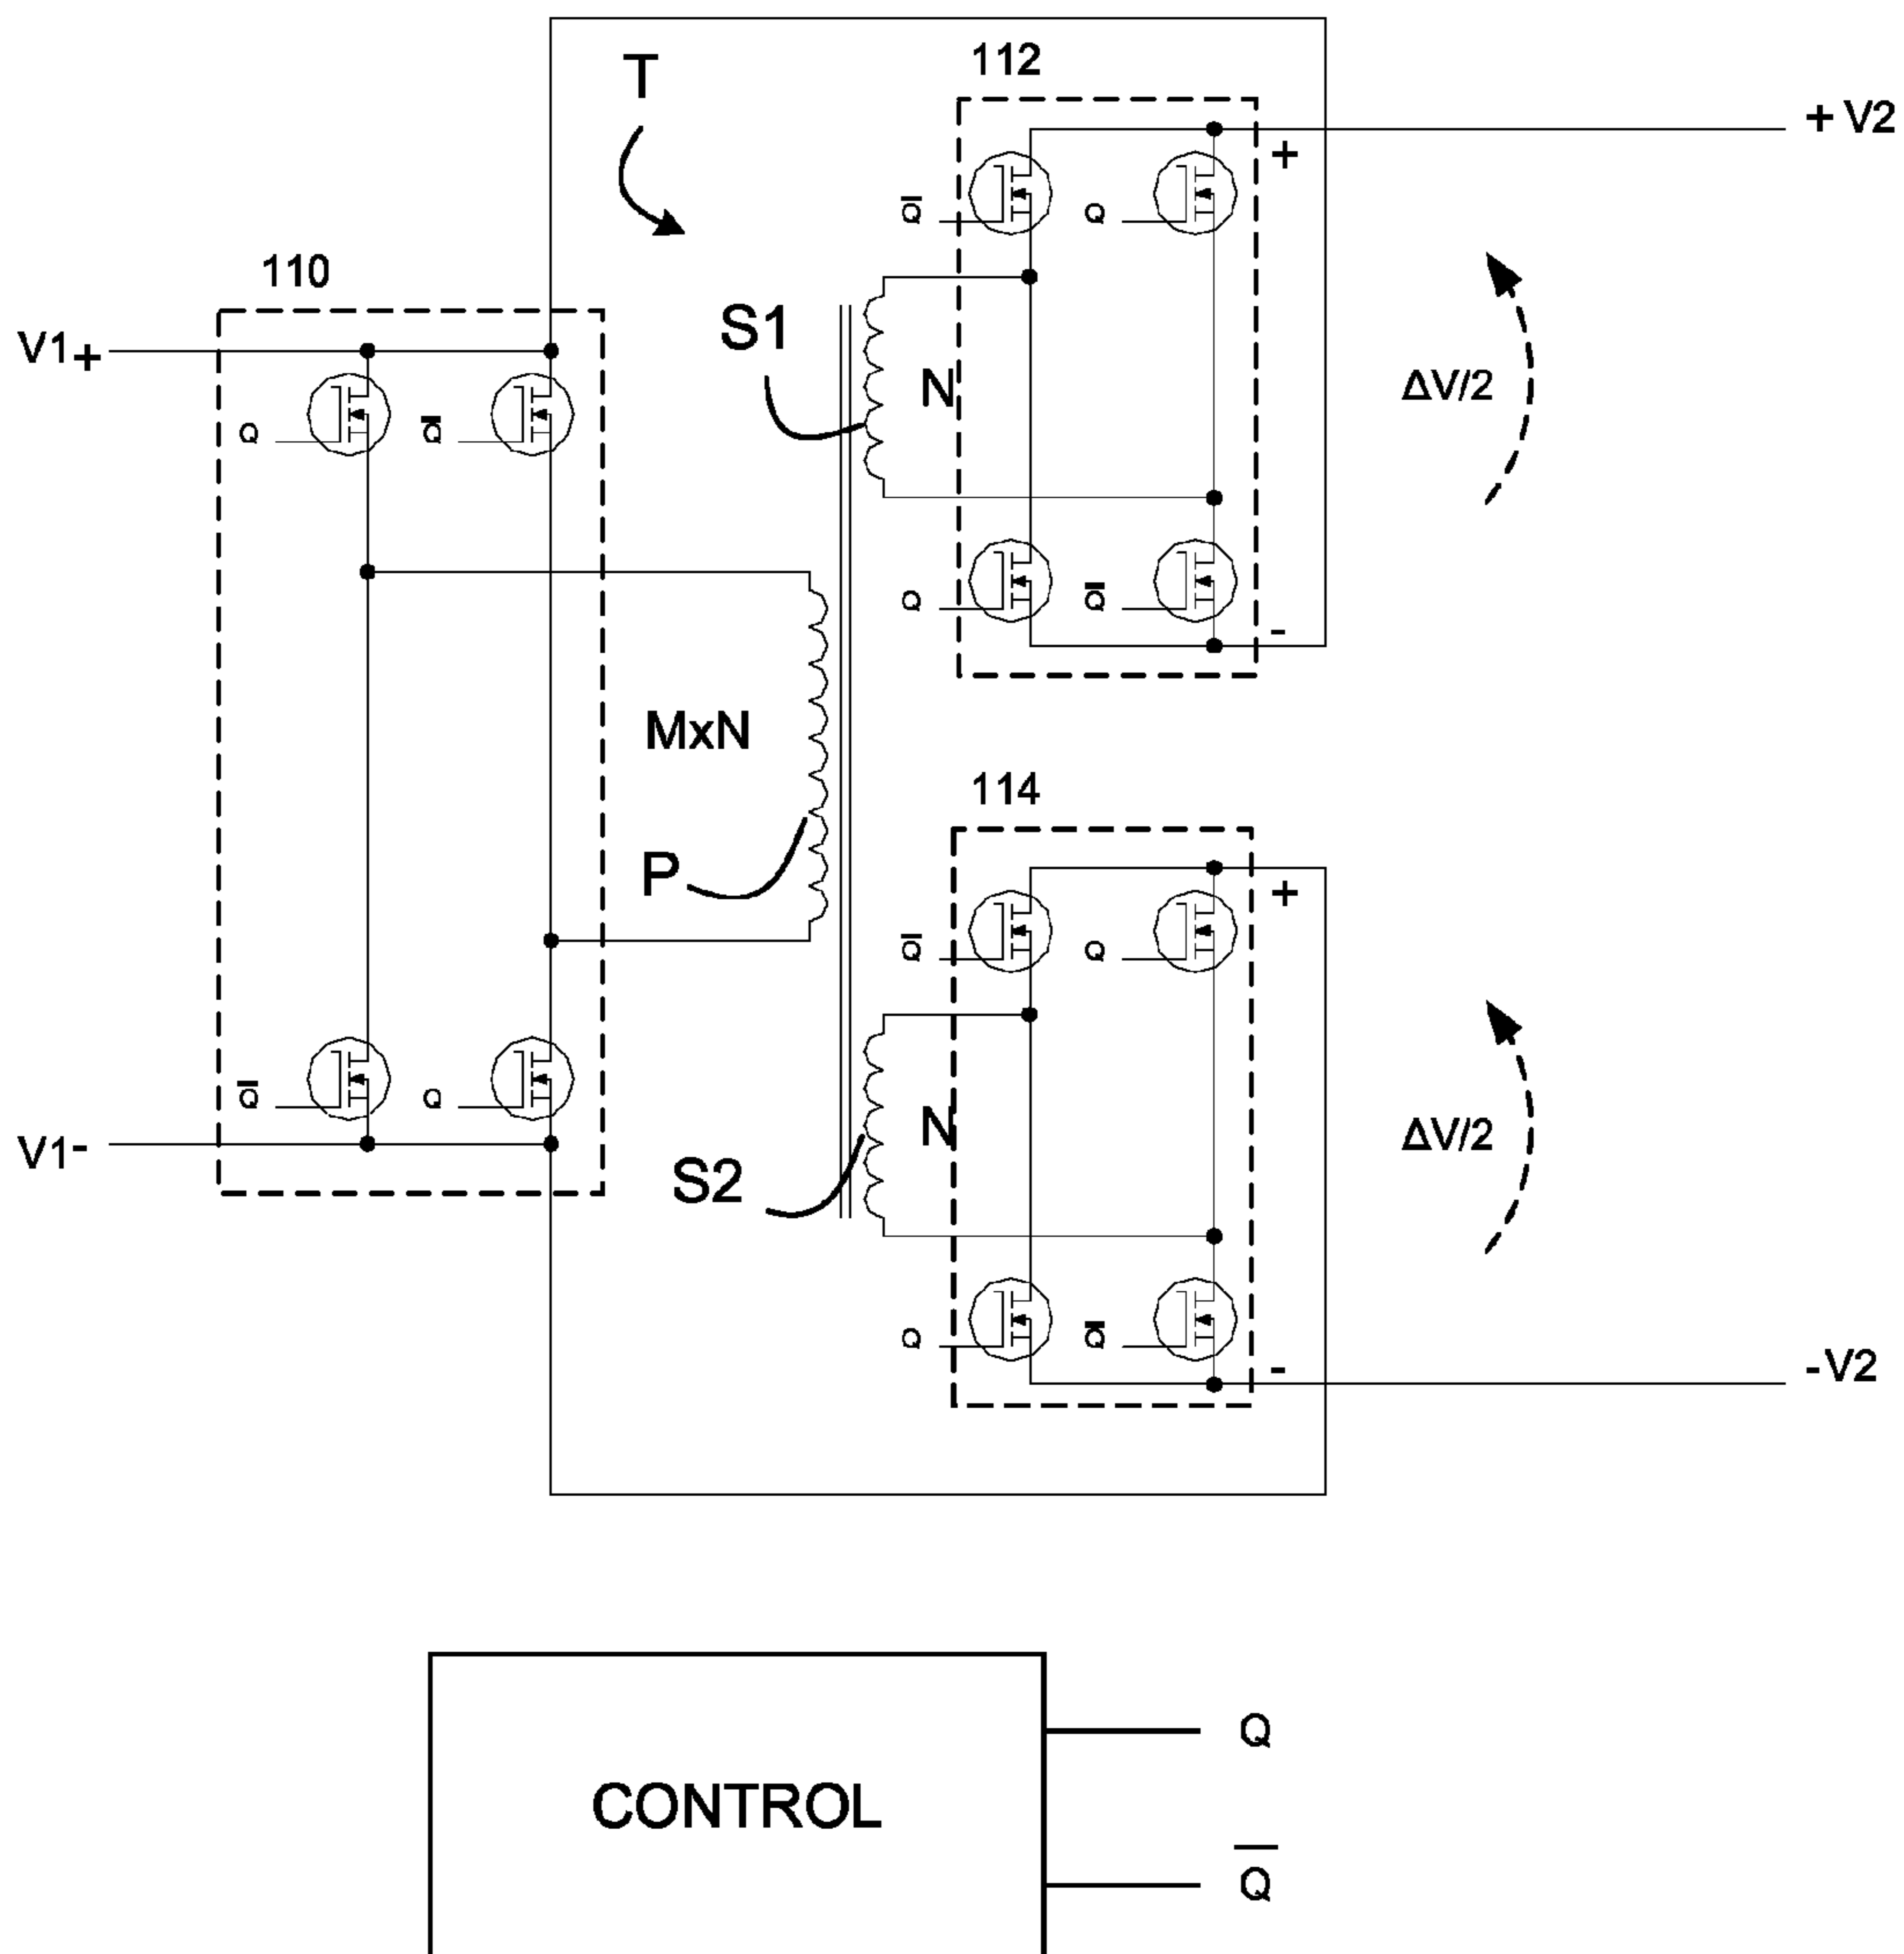 T
112
+ V2
+
Q̅
Q
110
S1
V1+
N
ΔV/2
Q
Q̅
Q
Q̅
-
MxN
114
P
+
Q̅
Q
Q̅
Q
N
ΔV/2
V1-
S2
Q
Q̅
-
- V2
CONTROL
Q
Q̅